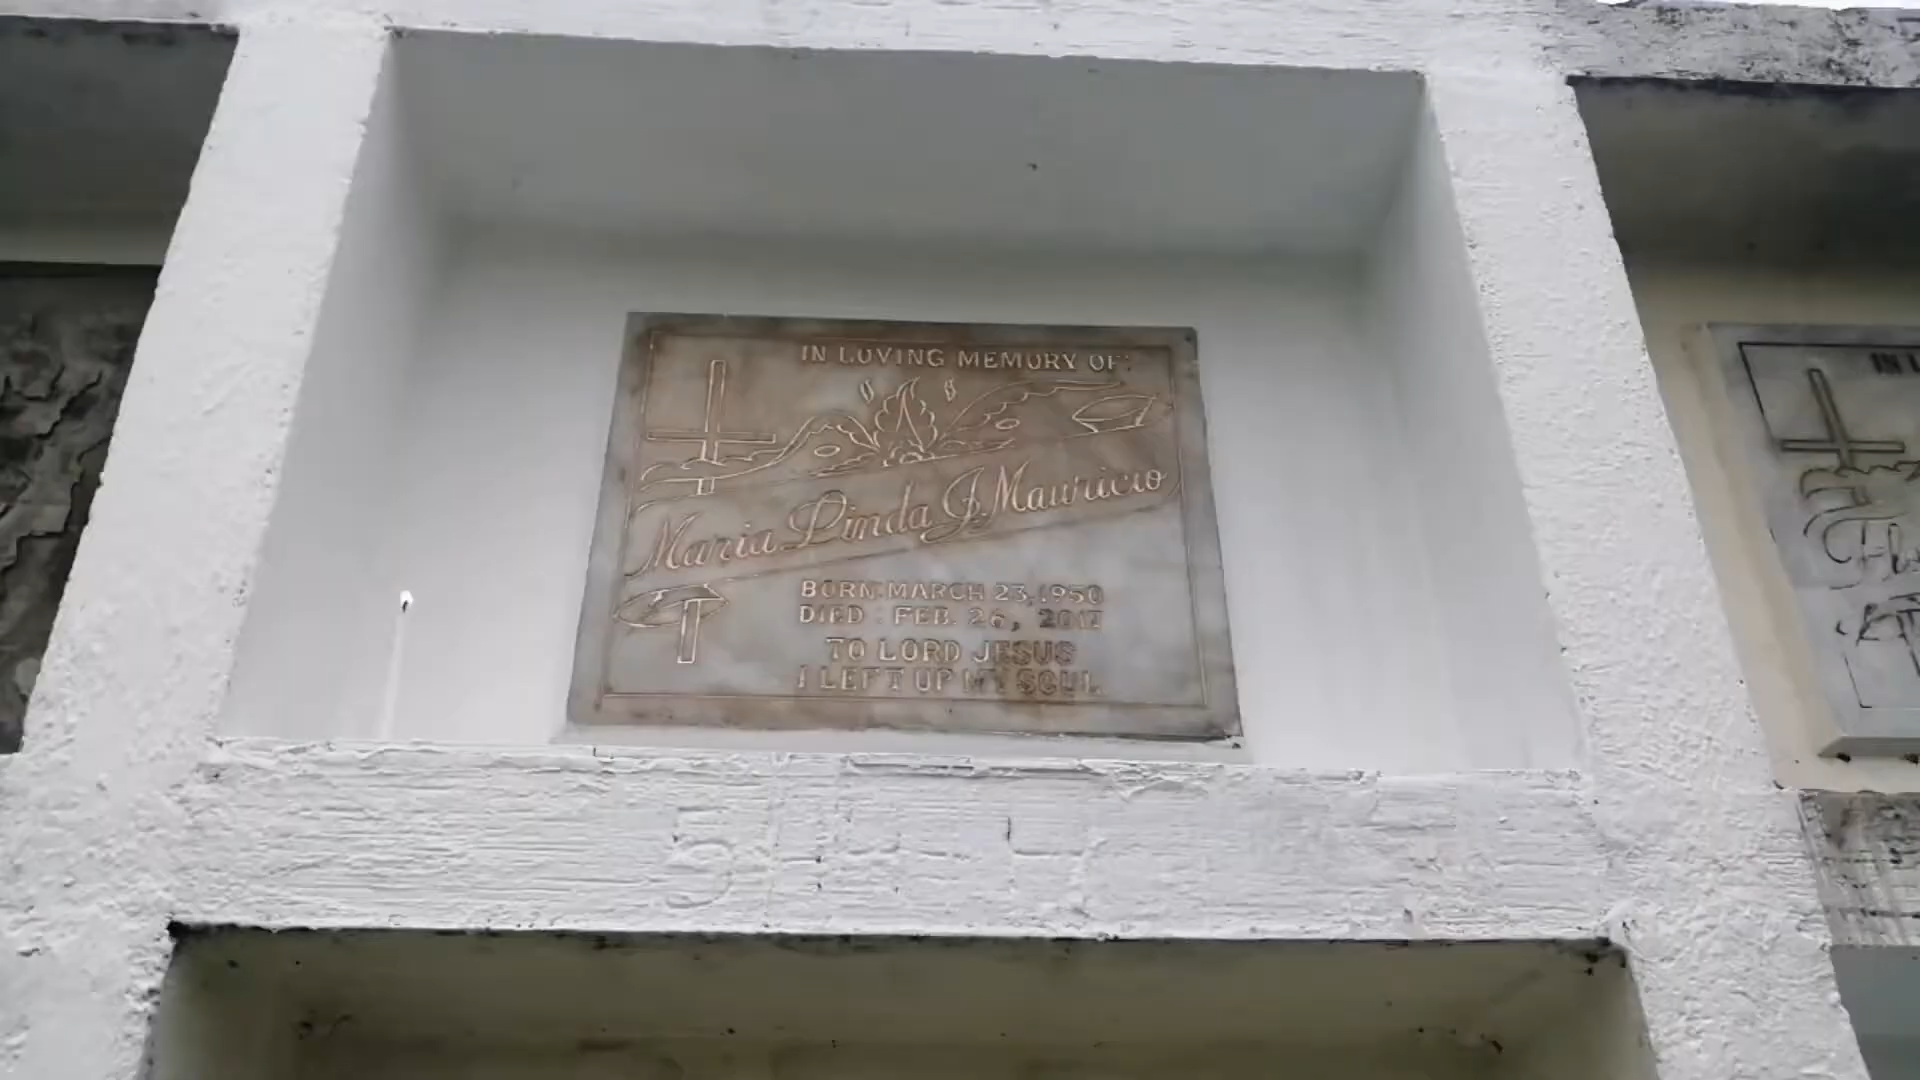 IN LOVING MEMORY OF:
Maria Linda J. Mauricio
BORN: MARCH 23, 1950
DIED : FEB. 26, 2017
TO LORD JESUS
I LEFT UP MY SOUL
IN